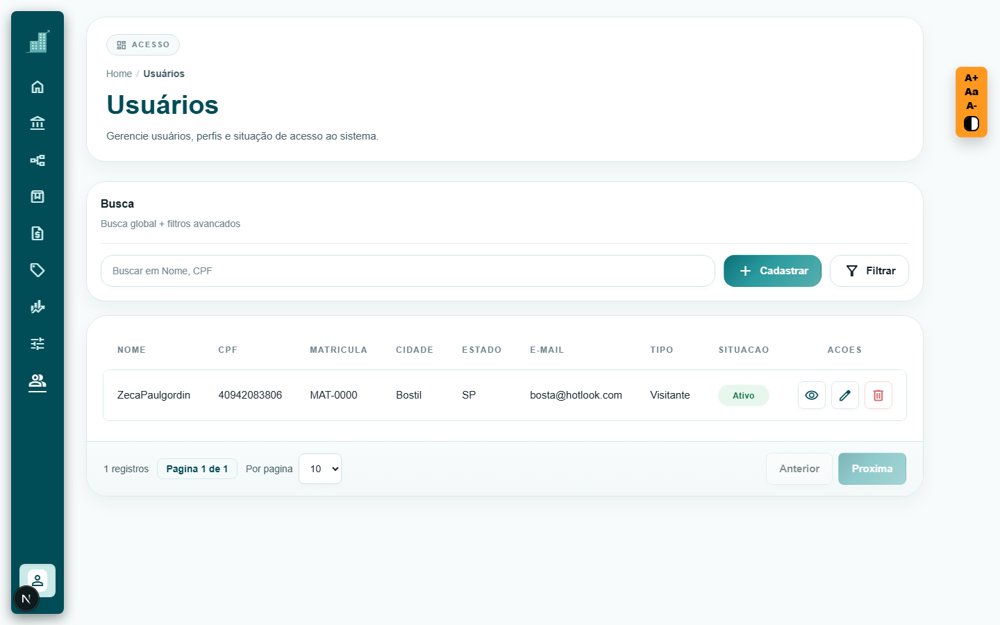 ACESSO
Home / Usuários
Usuários
Gerencie usuários, perfis e situação de acesso ao sistema.
A+
Aa
A-
Busca
Busca global + filtros avancados
Buscar em Nome, CPF
Cadastrar
Filtrar
NOME CPF MATRICULA CIDADE ESTADO E-MAIL TIPO SITUACAO ACOES
ZecaPaulgordin 40942083806 MAT-0000 Bostil SP bosta@hotlook.com Visitante Ativo
1 registros Pagina 1 de 1 Por pagina 10 Anterior Proxima
N